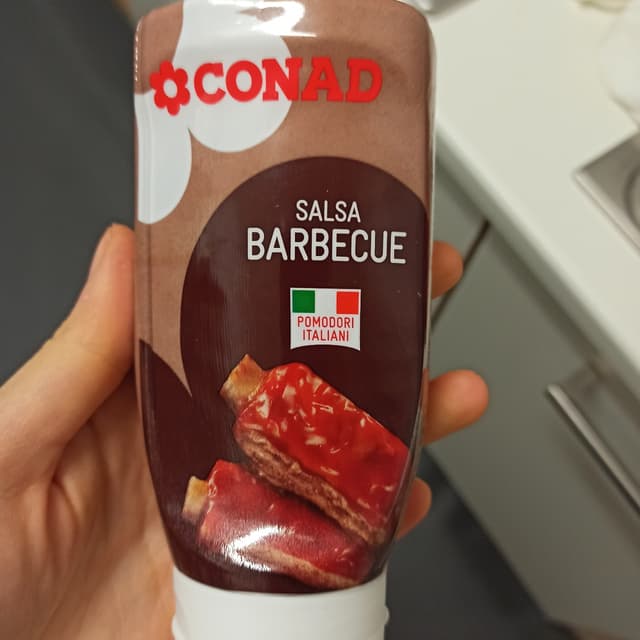 CONAD
SALSA
BARBECUE
POMODORI
ITALIANI